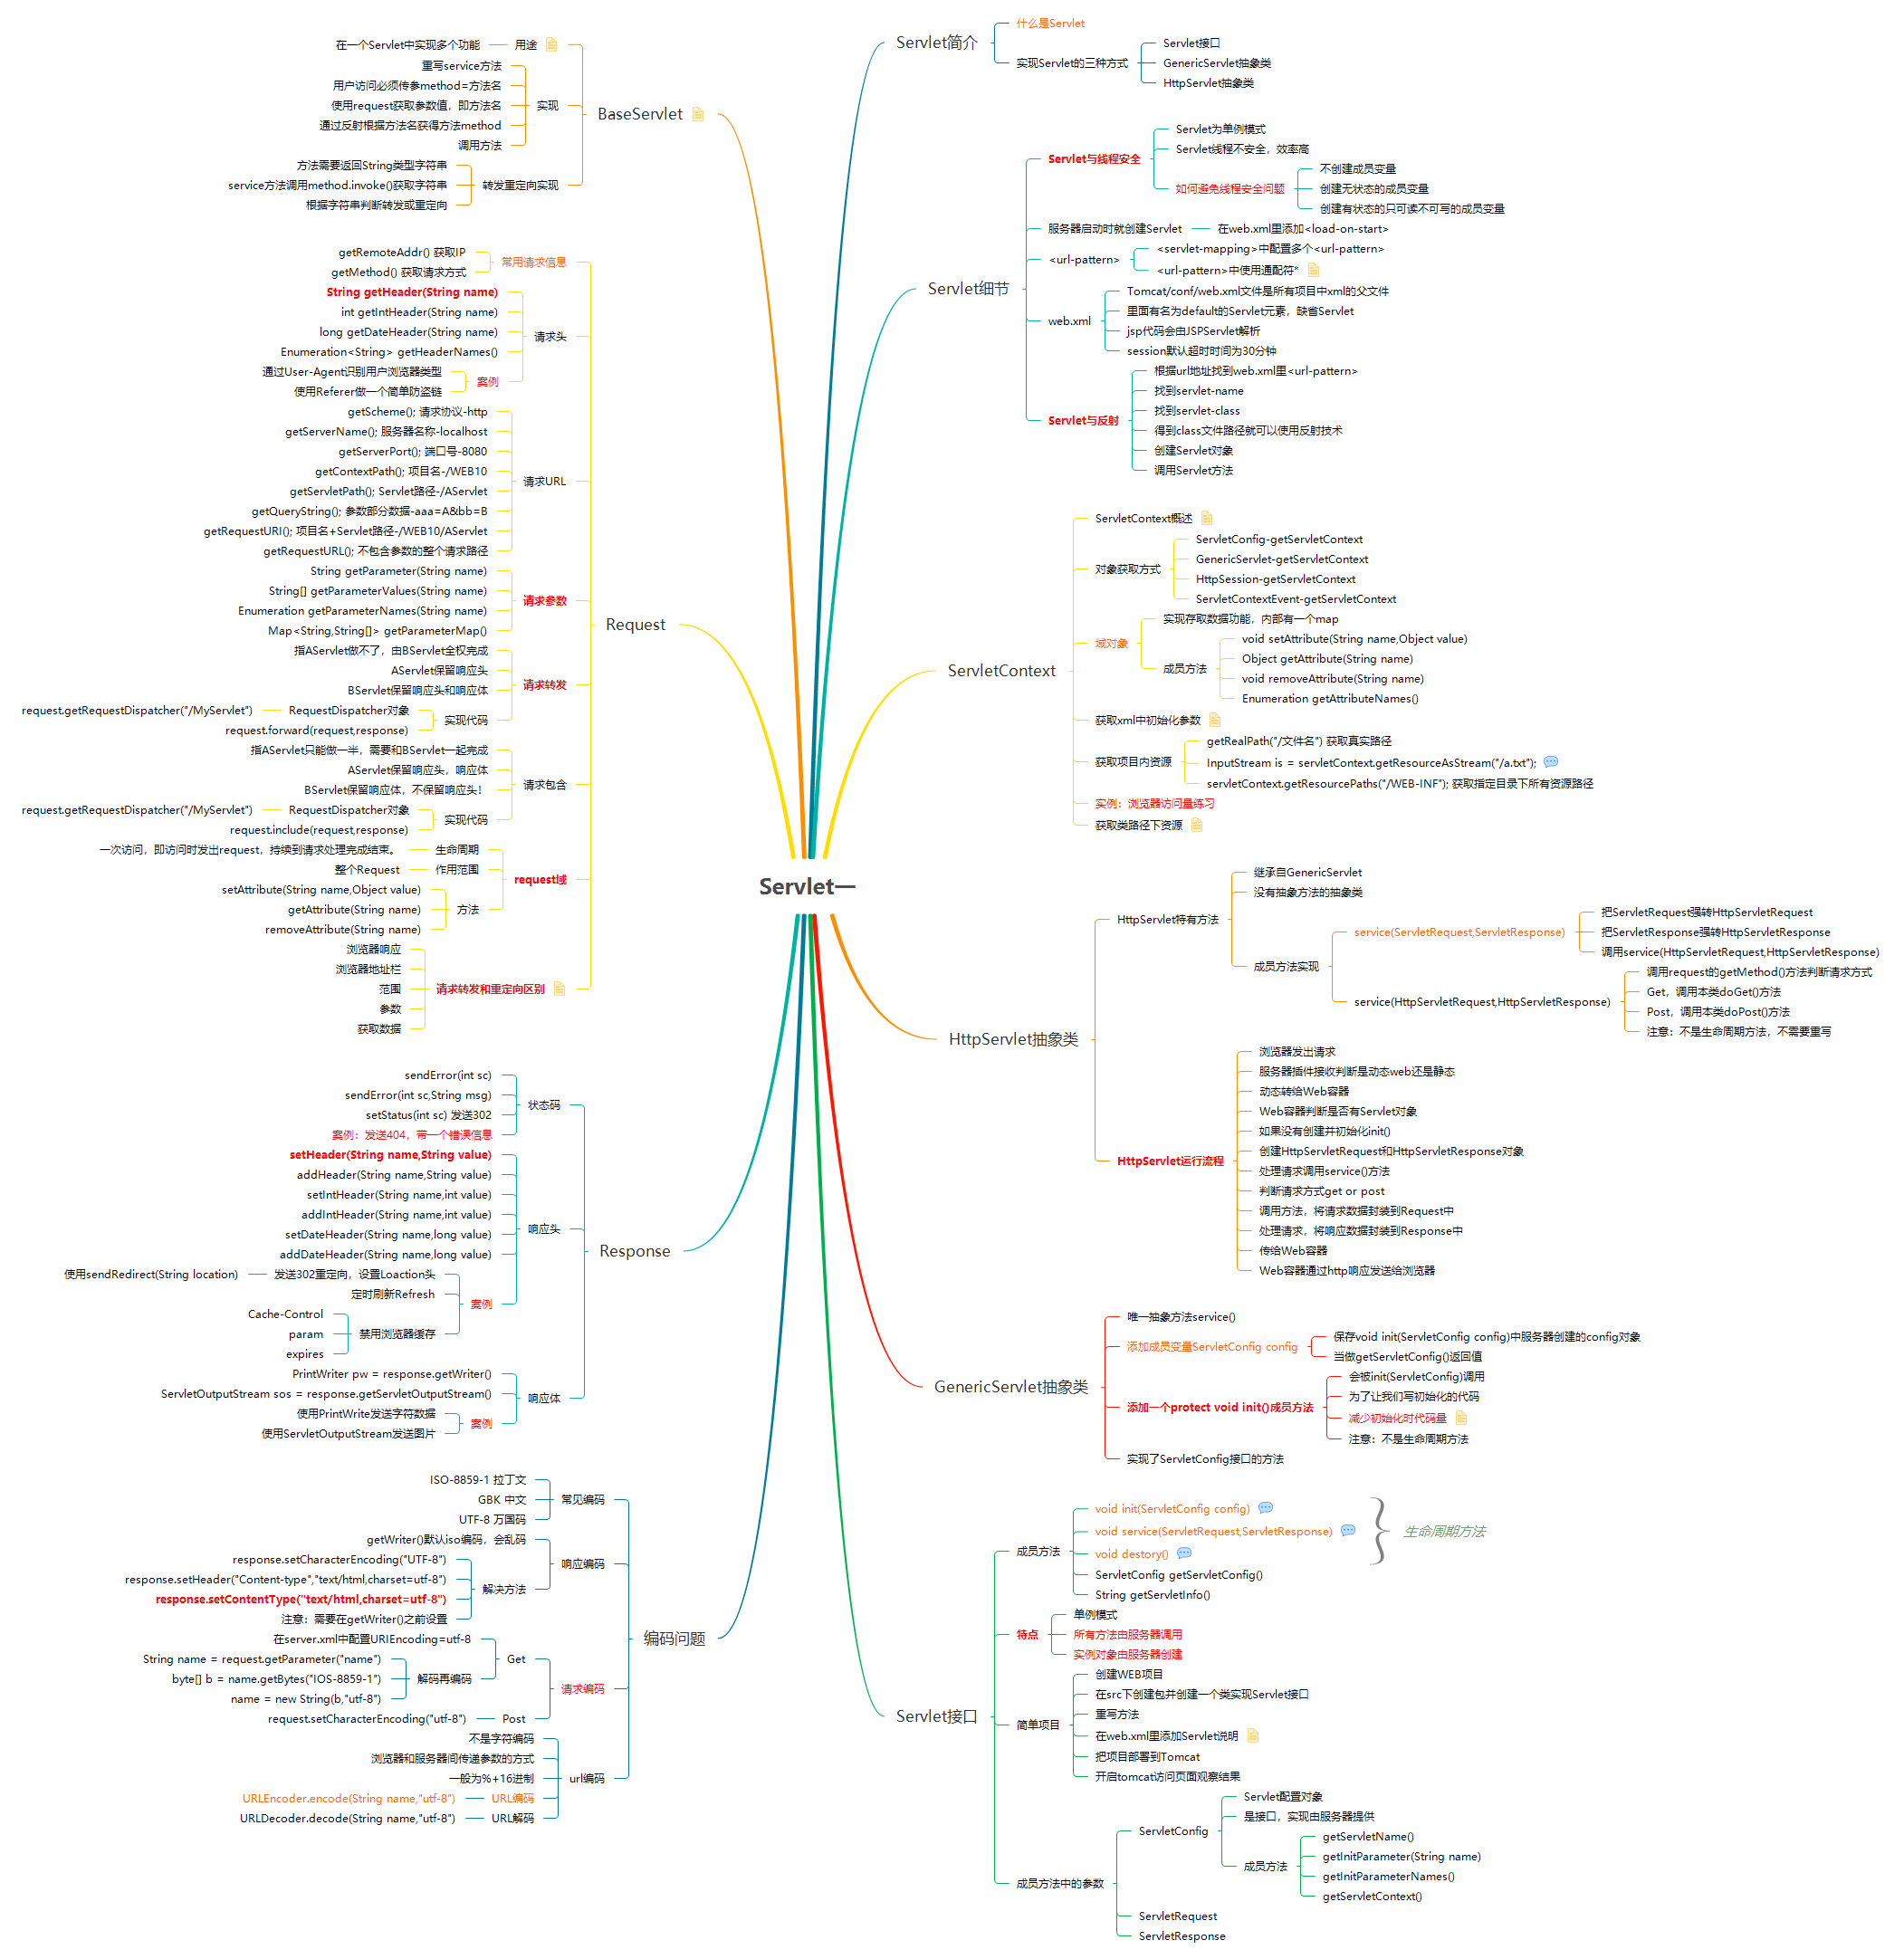 Servlet一
Servlet简介
什么是Servlet
实现Servlet的三种方式
Servlet接口
GenericServlet抽象类
HttpServlet抽象类
Servlet细节
Servlet与线程安全
Servlet为单例模式
Servlet线程不安全，效率高
如何避免线程安全问题
不创建成员变量
创建无状态的成员变量
创建有状态的只可读不可写的成员变量
服务器启动时就创建Servlet
在web.xml里添加<load-on-start>
<url-pattern>
<servlet-mapping>中配置多个<url-pattern>
<url-pattern>中使用通配符*
web.xml
Tomcat/conf/web.xml文件是所有项目中xml的父文件
里面有名为default的Servlet元素，缺省Servlet
jsp代码会由JSPServlet解析
session默认超时时间为30分钟
Servlet与反射
根据url地址找到web.xml里<url-pattern>
找到servlet-name
找到servlet-class
得到class文件路径就可以使用反射技术
创建Servlet对象
调用Servlet方法
ServletContext
ServletContext概述
对象获取方式
ServletConfig-getServletContext
GenericServlet-getServletContext
HttpSession-getServletContext
ServletContextEvent-getServletContext
域对象
实现存取数据功能，内部有一个map
成员方法
void setAttribute(String name,Object value)
Object getAttribute(String name)
void removeAttribute(String name)
Enumeration getAttributeNames()
获取xml中初始化参数
获取项目内资源
getRealPath("/文件名") 获取真实路径
InputStream is = servletContext.getResourceAsStream("/a.txt");
servletContext.getResourcePaths("/WEB-INF"); 获取指定目录下所有资源路径
实例：浏览器访问量练习
获取类路径下资源
HttpServlet抽象类
HttpServlet特有方法
继承自GenericServlet
没有抽象方法的抽象类
成员方法实现
service(ServletRequest,ServletResponse)
把ServletRequest强转HttpServletRequest
把ServletResponse强转HttpServletResponse
调用service(HttpServletRequest,HttpServletResponse)
service(HttpServletRequest,HttpServletResponse)
调用request的getMethod()方法判断请求方式
Get，调用本类doGet()方法
Post，调用本类doPost()方法
注意：不是生命周期方法，不需要重写
HttpServlet运行流程
浏览器发出请求
服务器插件接收判断是动态web还是静态
动态转给Web容器
Web容器判断是否有Servlet对象
如果没有创建并初始化init()
创建HttpServletRequest和HttpServletResponse对象
处理请求调用service()方法
判断请求方式get or post
调用方法，将请求数据封装到Request中
处理请求，将响应数据封装到Response中
传给Web容器
Web容器通过http响应发送给浏览器
GenericServlet抽象类
唯一抽象方法service()
添加成员变量ServletConfig config
保存void init(ServletConfig config)中服务器创建的config对象
当做getServletConfig()返回值
添加一个protect void init()成员方法
会被init(ServletConfig)调用
为了让我们写初始化的代码
减少初始化时代码量
注意：不是生命周期方法
实现了ServletConfig接口的方法
Servlet接口
成员方法
void init(ServletConfig config)
void service(ServletRequest,ServletResponse)
void destory()
生命周期方法
ServletConfig getServletConfig()
String getServletInfo()
特点
单例模式
所有方法由服务器调用
实例对象由服务器创建
简单项目
创建WEB项目
在src下创建包并创建一个类实现Servlet接口
重写方法
在web.xml里添加Servlet说明
把项目部署到Tomcat
开启tomcat访问页面观察结果
成员方法中的参数
ServletConfig
Servlet配置对象
是接口，实现由服务器提供
成员方法
getServletName()
getInitParameter(String name)
getInitParameterNames()
getServletContext()
ServletRequest
ServletResponse
BaseServlet
用途
在一个Servlet中实现多个功能
实现
重写service方法
用户访问必须传参method=方法名
使用request获取参数值，即方法名
通过反射根据方法名获得方法method
调用方法
转发重定向实现
方法需要返回String类型字符串
service方法调用method.invoke()获取字符串
根据字符串判断转发或重定向
Request
常用请求信息
getRemoteAddr() 获取IP
getMethod() 获取请求方式
请求头
String getHeader(String name)
int getIntHeader(String name)
long getDateHeader(String name)
Enumeration<String> getHeaderNames()
案例
通过User-Agent识别用户浏览器类型
使用Referer做一个简单防盗链
请求URL
getScheme(); 请求协议-http
getServerName(); 服务器名称-localhost
getServerPort(); 端口号-8080
getContextPath(); 项目名-/WEB10
getServletPath(); Servlet路径-/AServlet
getQueryString(); 参数部分数据-aaa=A&bb=B
getRequestURI(); 项目名+Servlet路径-/WEB10/AServlet
getRequestURL(); 不包含参数的整个请求路径
请求参数
String getParameter(String name)
String[] getParameterValues(String name)
Enumeration getParameterNames(String name)
Map<String,String[]> getParameterMap()
请求转发
指AServlet做不了，由BServlet全权完成
AServlet保留响应头
BServlet保留响应头和响应体
实现代码
RequestDispatcher对象
request.getRequestDispatcher("/MyServlet")
request.forward(request,response)
请求包含
指AServlet只能做一半，需要和BServlet一起完成
AServlet保留响应头，响应体
BServlet保留响应体，不保留响应头！
实现代码
RequestDispatcher对象
request.getRequestDispatcher("/MyServlet")
request.include(request,response)
request域
生命周期
一次访问，即访问时发出request，持续到请求处理完成结束。
作用范围
整个Request
方法
setAttribute(String name,Object value)
getAttribute(String name)
removeAttribute(String name)
请求转发和重定向区别
浏览器响应
浏览器地址栏
范围
参数
获取数据
Response
状态码
sendError(int sc)
sendError(int sc,String msg)
setStatus(int sc) 发送302
案例：发送404，带一个错误信息
响应头
setHeader(String name,String value)
addHeader(String name,String value)
setIntHeader(String name,int value)
addIntHeader(String name,int value)
setDateHeader(String name,long value)
addDateHeader(String name,long value)
案例
发送302重定向，设置Loaction头
使用sendRedirect(String location)
定时刷新Refresh
禁用浏览器缓存
Cache-Control
param
expires
响应体
PrintWriter pw = response.getWriter()
ServletOutputStream sos = response.getServletOutputStream()
案例
使用PrintWrite发送字符数据
使用ServletOutputStream发送图片
编码问题
常见编码
ISO-8859-1 拉丁文
GBK 中文
UTF-8 万国码
响应编码
getWriter()默认iso编码，会乱码
解决方法
response.setCharacterEncoding("UTF-8")
response.setHeader("Content-type","text/html,charset=utf-8")
response.setContentType("text/html,charset=utf-8")
注意：需要在getWriter()之前设置
请求编码
Get
在server.xml中配置URIEncoding=utf-8
解码再编码
String name = request.getParameter("name")
byte[] b = name.getBytes("IOS-8859-1")
name = new String(b,"utf-8")
Post
request.setCharacterEncoding("utf-8")
url编码
不是字符编码
浏览器和服务器间传递参数的方式
一般为%+16进制
URL编码
URLEncoder.encode(String name,"utf-8")
URL解码
URLDecoder.decode(String name,"utf-8")